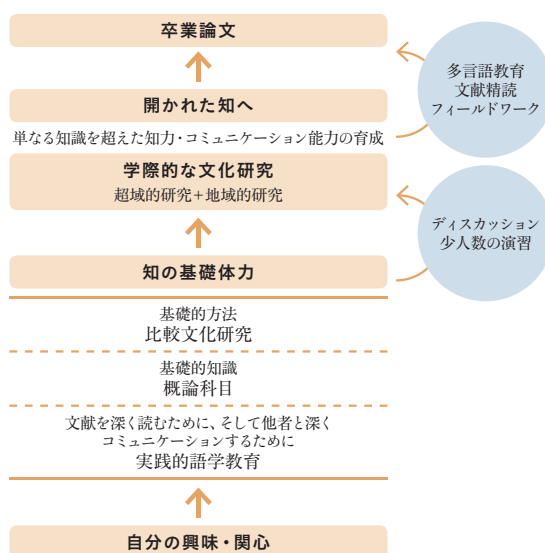 卒業論文
開かれた知へ
単なる知識を超えた知力・コミュニケーション能力の育成
学際的な文化研究
超域的研究+地域的研究
知の基礎体力
基礎的方法
比較文化研究
基礎的知識
概論科目
文献を深く読むために、そして他者と深く
コミュニケーションするために
実践的語学教育
自分の興味・関心
多言語教育
文献精読
フィールドワーク
ディスカッション
少人数の演習